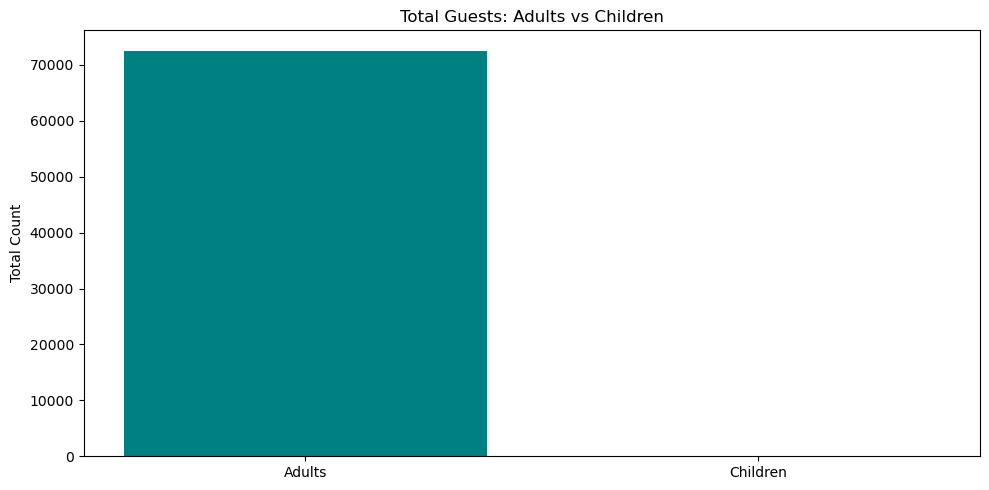 Total Guests: Adults vs Children
Total Count
70000
60000
50000
40000
30000
20000
10000
0
Adults
Children